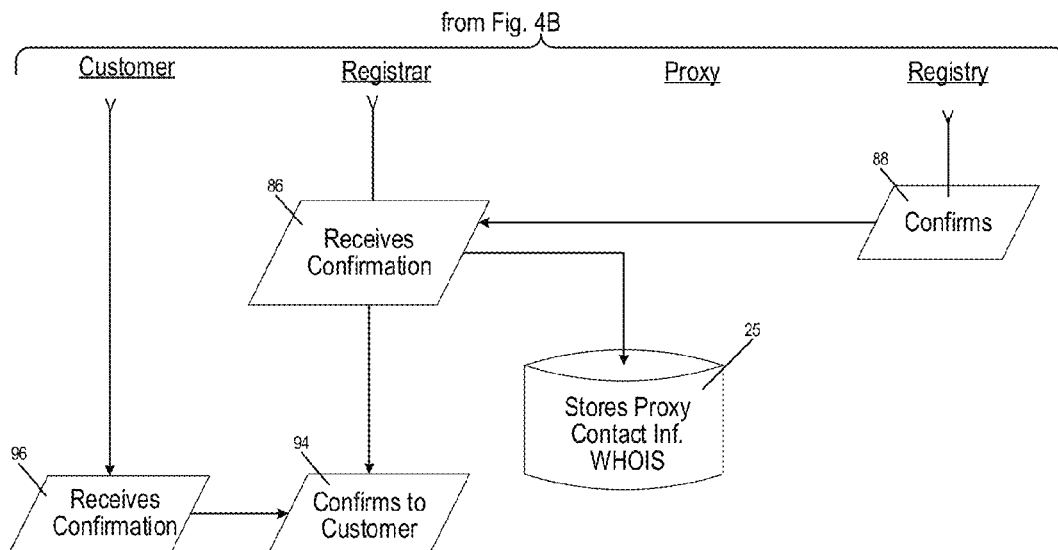 from Fig. 4B
Customer
Registrar
Proxy
Registry
88
Confirms
86
Receives
Confirmation
25
Stores Proxy
Contact Inf.
WHOIS
96
Receives
Confirmation
94
Confirms to
Customer